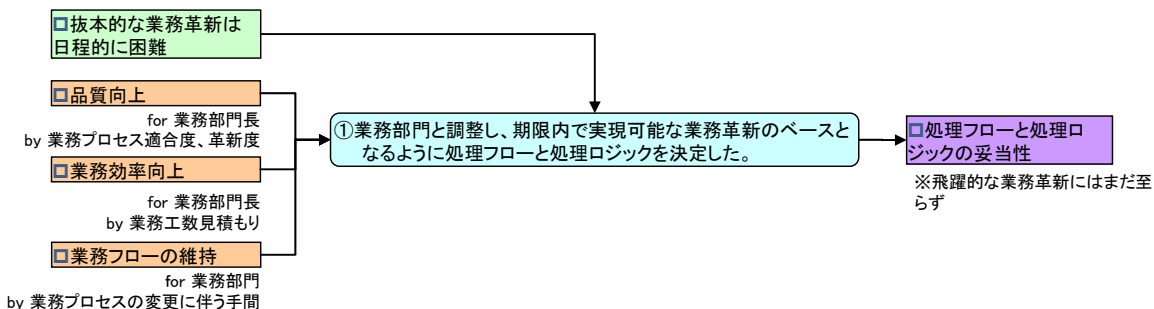 抜本的な業務革新は
日程的に困難
品質向上
for 業務部門長
by 業務プロセス適合度、革新度
業務効率向上
for 業務部門長
by 業務工数見積もり
業務フローの維持
for 業務部門
by 業務プロセスの変更に伴う手間
①業務部門と調整し、期限内で実現可能な業務革新のベースと
なるように処理フローと処理ロジックを決定した。
処理フローと処理ロ
ジックの妥当性
※飛躍的な業務革新にはまだ至
らず